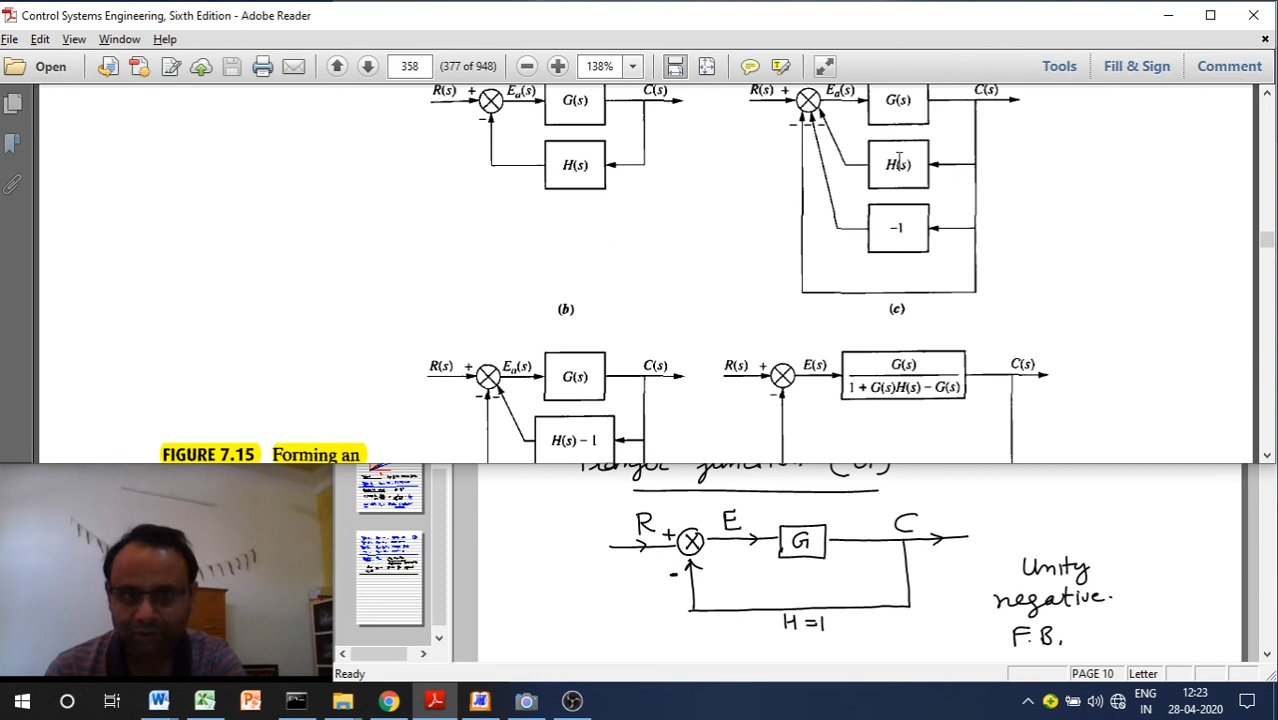 Control Systems Engineering, Sixth Edition - Adobe Reader
File Edit View Window Help
Open 358 (377 of 948) 138% Tools Fill & Sign Comment
R(s) + Ea(s) G(s) C(s)
−
H(s)
(b)
R(s) + Ea(s) G(s) C(s)
− − −
H(s)
−1
(c)
R(s) + Ea(s) G(s) C(s)
− −
H(s) − 1
R(s) + E(s) G(s) C(s)
1 + G(s)H(s) − G(s)
−
FIGURE 7.15 Forming an
R + E G C
-
H = 1
Unity
negative.
F.B.
Ready PAGE 10 Letter
ENG 12:23
IN 28-04-2020